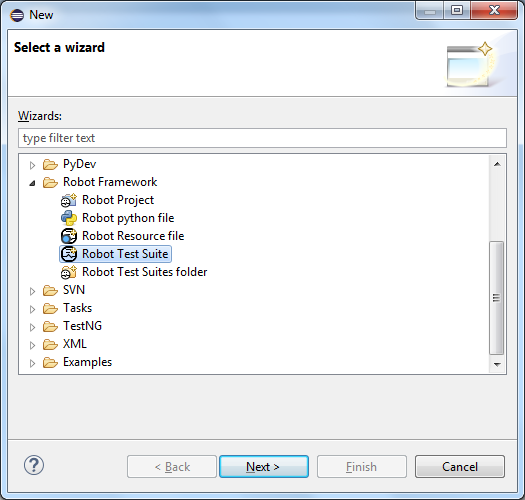 New
Select a wizard
Wizards:
type filter text
PyDev
Robot Framework
Robot Project
Robot python file
Robot Resource file
Robot Test Suite
Robot Test Suites folder
SVN
Tasks
TestNG
XML
Examples
?
< Back
Next >
Finish
Cancel